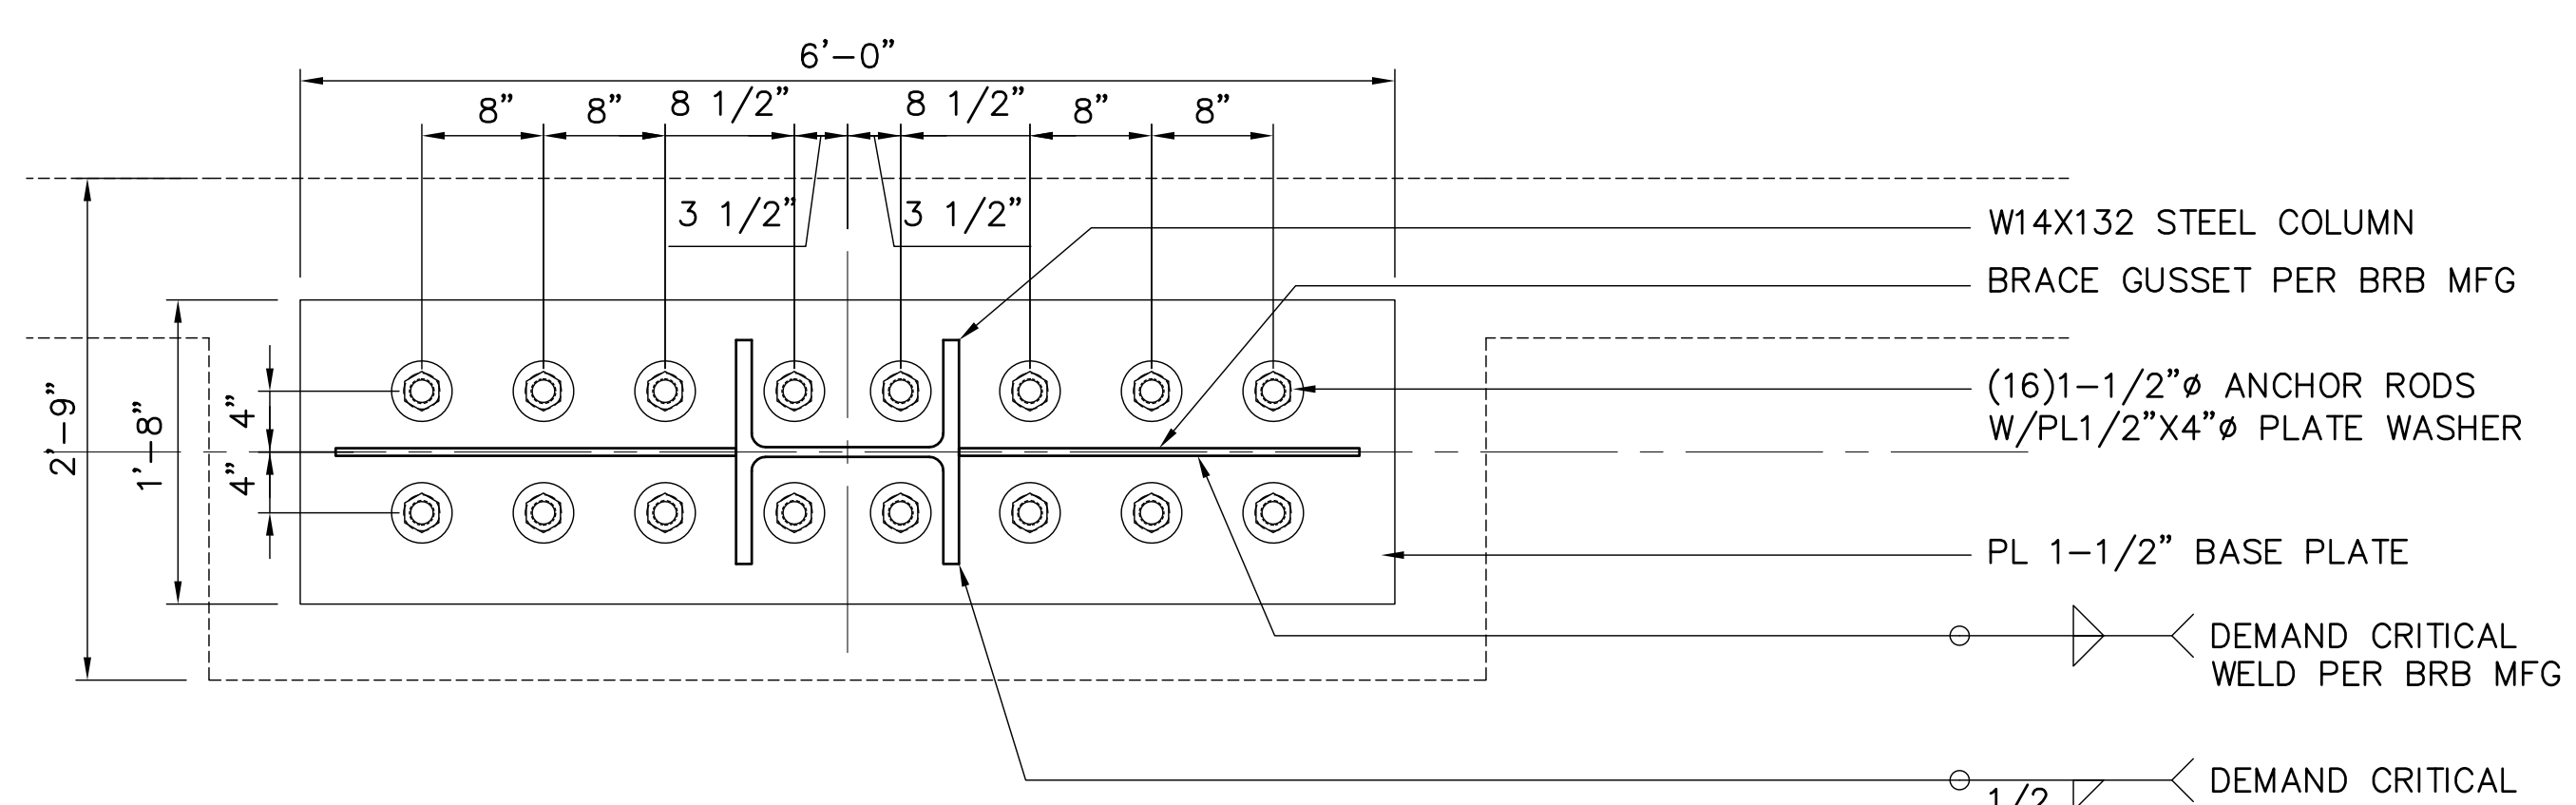 6’-0”
8” 8” 8 1/2” 8 1/2” 8” 8”
3 1/2” 3 1/2”
W14X132 STEEL COLUMN
BRACE GUSSET PER BRB MFG
(16)1-1/2”ø ANCHOR RODS
W/PL1/2”X4”ø PLATE WASHER
2’-9”
1’-8”
4”
4”
PL 1-1/2” BASE PLATE
DEMAND CRITICAL
WELD PER BRB MFG
DEMAND CRITICAL
1/2